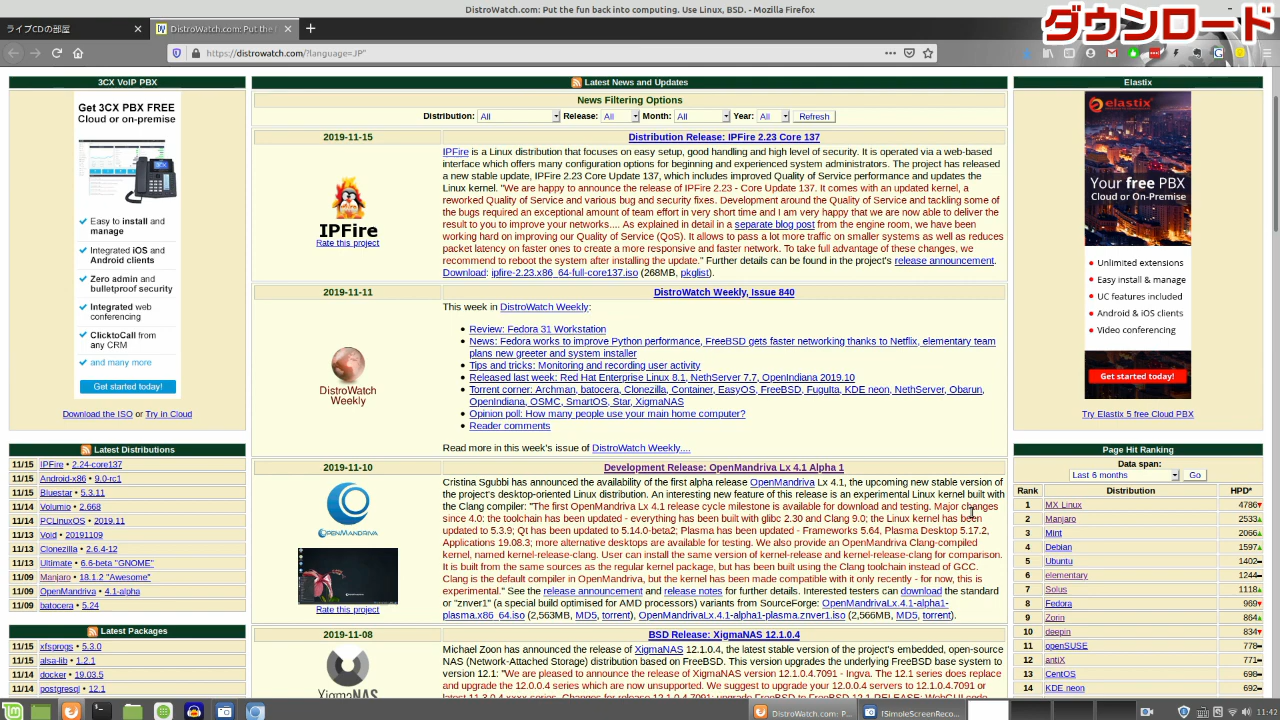 DistroWatch.com: Put the fun back into computing. Use Linux, BSD. - Mozilla Firefox
ダウンロード
ライブCDの部屋
DistroWatch.com: Put the
https://distrowatch.com/?language=JP"
3CX VoIP PBX
Get 3CX PBX FREE
Cloud or on-premise
Easy to install and
manage
Integrated iOS and
Android clients
Zero admin and
bulletproof security
Integrated web
conferencing
ClicktoCall from
any CRM
and many more
Get started today!
Download the ISO or Try in Cloud
Latest Distributions
11/15 IPFire • 2.24-core137
11/15 Android-x86 • 9.0-rc1
11/15 Bluestar • 5.3.11
11/15 Volumio • 2.668
11/14 PCLinuxOS • 2019.11
11/13 Void • 20191109
11/13 Clonezilla • 2.6.4-12
11/13 Ultimate • 6.6-beta "GNOME"
11/09 Manjaro • 18.1.2 "Awesome"
11/09 OpenMandriva • 4.1-alpha
11/09 batocera • 5.24
Latest Packages
11/15 xfsprogs • 5.3.0
11/15 alsa-lib • 1.2.1
11/14 docker • 19.03.5
11/14 postgresql • 12.1
Latest News and Updates
News Filtering Options
Distribution: All Release: All Month: All Year: All Refresh
2019-11-15
Distribution Release: IPFire 2.23 Core 137
IPFire
Rate this project
IPFire is a Linux distribution that focuses on easy setup, good handling and high level of security. It is operated via a web-based
interface which offers many configuration options for beginning and experienced system administrators. The project has released
a new stable update, IPFire 2.23 Core Update 137, which includes improved Quality of Service performance and updates the
Linux kernel. "We are happy to announce the release of IPFire 2.23 - Core Update 137. It comes with an updated kernel, a
reworked Quality of Service and various bug and security fixes. Development around the Quality of Service and tackling some of
the bugs required an exceptional amount of team effort in very short time and I am very happy that we are now able to deliver the
result to you to improve your networks.... As explained in detail in a separate blog post from the engine room, we have been
working hard on improving our Quality of Service (QoS). It allows to pass a lot more traffic on smaller systems as well as reduces
packet latency on faster ones to create a more responsive and faster network. To take full advantage of these changes, we
recommend to reboot the system after installing the update." Further details can be found in the project's release announcement.
Download: ipfire-2.23.x86_64-full-core137.iso (268MB, pkglist).
2019-11-11
DistroWatch Weekly, Issue 840
DistroWatch
Weekly
This week in DistroWatch Weekly:
Review: Fedora 31 Workstation
News: Fedora works to improve Python performance, FreeBSD gets faster networking thanks to Netflix, elementary team
plans new greeter and system installer
Tips and tricks: Monitoring and recording user activity
Released last week: Red Hat Enterprise Linux 8.1, NethServer 7.7, OpenIndiana 2019.10
Torrent corner: Archman, batocera, Clonezilla, Container, EasyOS, FreeBSD, FuguIta, KDE neon, NethServer, Obarun,
OpenIndiana, OSMC, SmartOS, Star, XigmaNAS
Opinion poll: How many people use your main home computer?
Reader comments
Read more in this week's issue of DistroWatch Weekly....
2019-11-10
Development Release: OpenMandriva Lx 4.1 Alpha 1
OPENMANDRIVA
Rate this project
Cristina Sgubbi has announced the availability of the first alpha release OpenMandriva Lx 4.1, the upcoming new stable version of
the project's desktop-oriented Linux distribution. An interesting new feature of this release is an experimental Linux kernel built with
the Clang compiler: "The first OpenMandriva Lx 4.1 release cycle milestone is available for download and testing. Major changes
since 4.0: the toolchain has been updated - everything has been built with glibc 2.30 and Clang 9.0; the Linux kernel has been
updated to 5.9; Qt has been updated to 5.14.0-beta2; Plasma has been updated - Frameworks 5.64, Plasma Desktop 5.17.2,
Applications 19.08.3; more alternative desktops are available for testing. We also provide an OpenMandriva Clang-compiled
kernel, named kernel-release-clang. User can install the same version of kernel and kernel-release-clang for comparison.
It is built from the same sources as the regular kernel package, but has been built using the Clang toolchain instead of GCC.
Clang is the default compiler in OpenMandriva, but the kernel has been made compatible with it only recently - for now, this is
experimental." See the release announcement and release notes for further details. Interested testers can download the standard
or "znver1" (a special build optimised for AMD processors) variants from SourceForge: OpenMandrivaLx.4.1-alpha1-
plasma.x86_64.iso (2,563MB, MD5, torrent), OpenMandrivaLx.4.1-alpha1-plasma.znver1.iso (2,566MB, MD5, torrent).
2019-11-08
BSD Release: XigmaNAS 12.1.0.4
XigmaNAS
Michael Zoon has announced the release of XigmaNAS 12.1.0.4, the latest stable version of the project's embedded, open-source
NAS (Network-Attached Storage) distribution based on FreeBSD. This version upgrades the underlying FreeBSD base system to
version 12.1: "We are pleased to announce the release of XigmaNAS 12.1.0.4.7091 - Ingva. The 12.1 series does replace
and upgrade the 12.0.0.4 series which are now unsupported. We suggest to upgrade your 12.0.0.4 servers to 12.1.0.4.7091 or
Elastix
elastix
Your free PBX
Cloud or On-Premise
Unlimited extensions
Easy install & manage
UC features included
Android & iOS clients
Video conferencing
Get started today!
Try Elastix 5 free Cloud PBX
Page Hit Ranking
Data span:
Last 6 months Go
Rank Distribution HPD*
1 MX Linux 4786
2 Manjaro 2533
3 Mint 2066
4 Debian 1597
5 Ubuntu 1402
6 elementary 1244
7 Solus 1018
8 Fedora 969
9 Zorin 864
10 deepin 834
11 openSUSE 778
12 antiX 771
13 CentOS 698
14 KDE neon 692
DistroWatch.com: P...
[SimpleScreenReco...
11:42